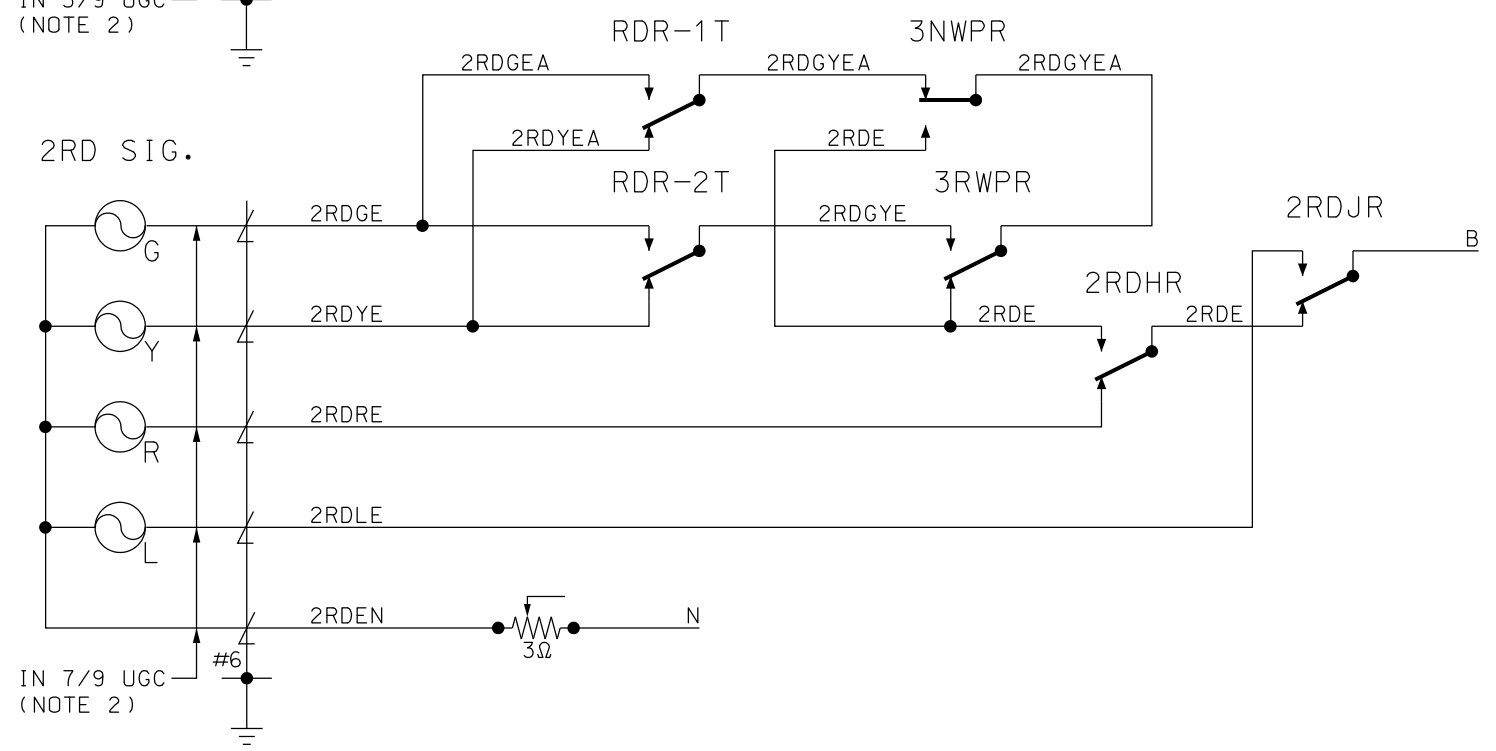 IN 5/9 UGC
(NOTE 2)
RDR-1T
3NWPR
2RDGEA
2RDGYEA
2RDGYEA
2RDYEA
2RDE
2RD SIG.
RDR-2T
3RWPR
2RDJR
2RDGE
2RDGYE
B
G
2RDHR
2RDYE
2RDE
2RDE
Y
2RDRE
R
2RDLE
L
2RDEN
N
3Ω
#6
IN 7/9 UGC
(NOTE 2)